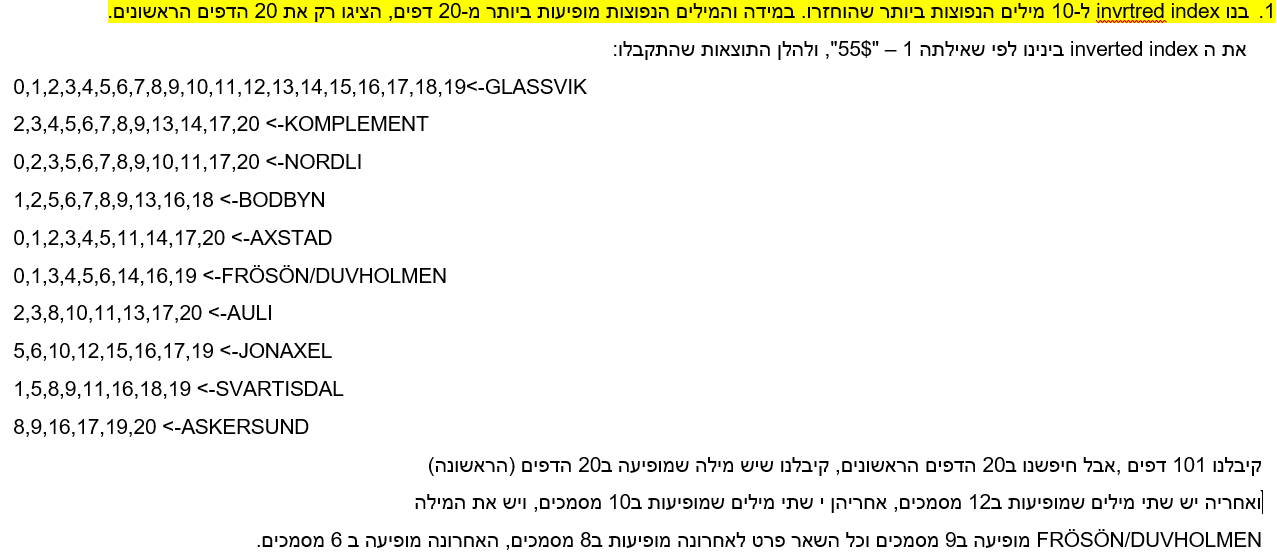 1. בנו invrtred index ל-10 מילים הנפוצות ביותר שהוחזרו. במידה והמילים הנפוצות מופיעות ביותר מ-20 דפים, הציגו רק את 20 הדפים הראשונים.
את ה inverted index בינינו לפי שאילתה 1 – "55$", ולהלן התוצאות שהתקבלו:
0,1,2,3,4,5,6,7,8,9,10,11,12,13,14,15,16,17,18,19<-GLASSVIK
2,3,4,5,6,7,8,9,13,14,17,20 <-KOMPLEMENT
0,2,3,5,6,7,8,9,10,11,17,20 <-NORDLI
1,2,5,6,7,8,9,13,16,18 <-BODBYN
0,1,2,3,4,5,11,14,17,20 <-AXSTAD
0,1,3,4,5,6,14,16,19 <-FRÖSÖN/DUVHOLMEN
2,3,8,10,11,13,17,20 <-AULI
5,6,10,12,15,16,17,19 <-JONAXEL
1,5,8,9,11,16,18,19 <-SVARTISDAL
8,9,16,17,19,20 <-ASKERSUND
קיבלנו 101 דפים ,אבל חיפשנו ב20 הדפים הראשונים, קיבלנו שיש מילה שמופיעה ב20 הדפים (הראשונה)
ואחריה יש שתי מילים שמופיעות ב12 מסמכים, אחריהן י שתי מילים שמופיעות ב10 מסמכים, ויש את המילה
FRÖSÖN/DUVHOLMEN מופיעה ב9 מסמכים וכל השאר פרט לאחרונה מופיעות ב8 מסמכים, האחרונה מופיעה ב 6 מסמכים.